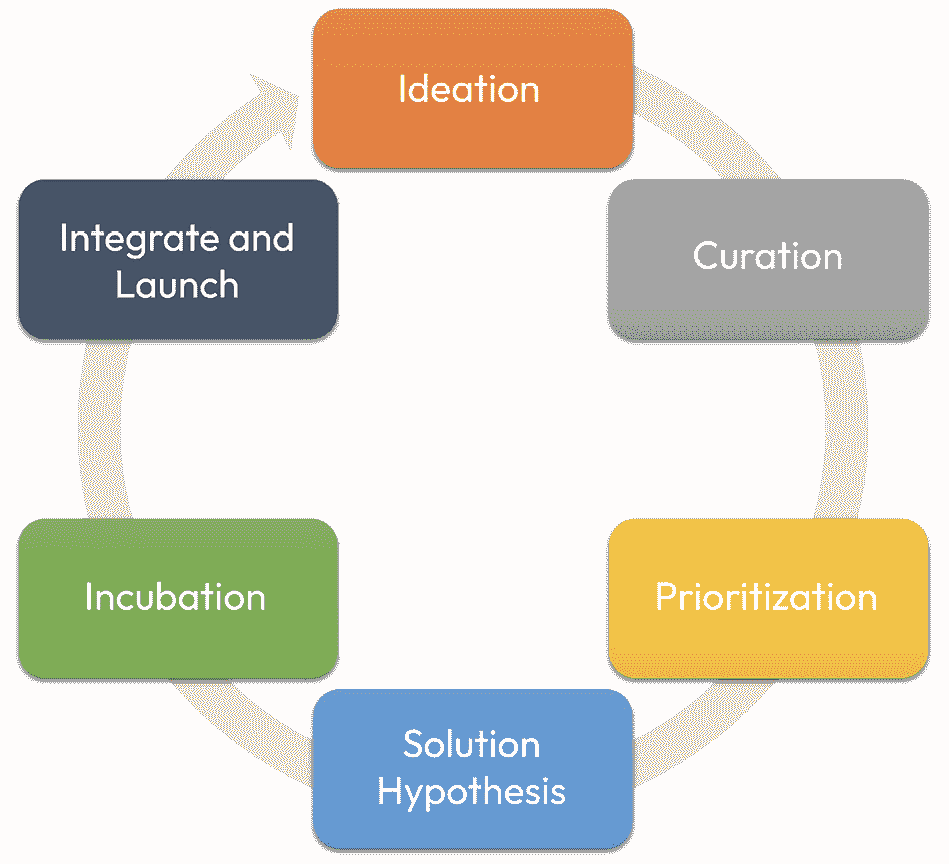 Ideation
Curation
Prioritization
Solution
Hypothesis
Incubation
Integrate and
Launch